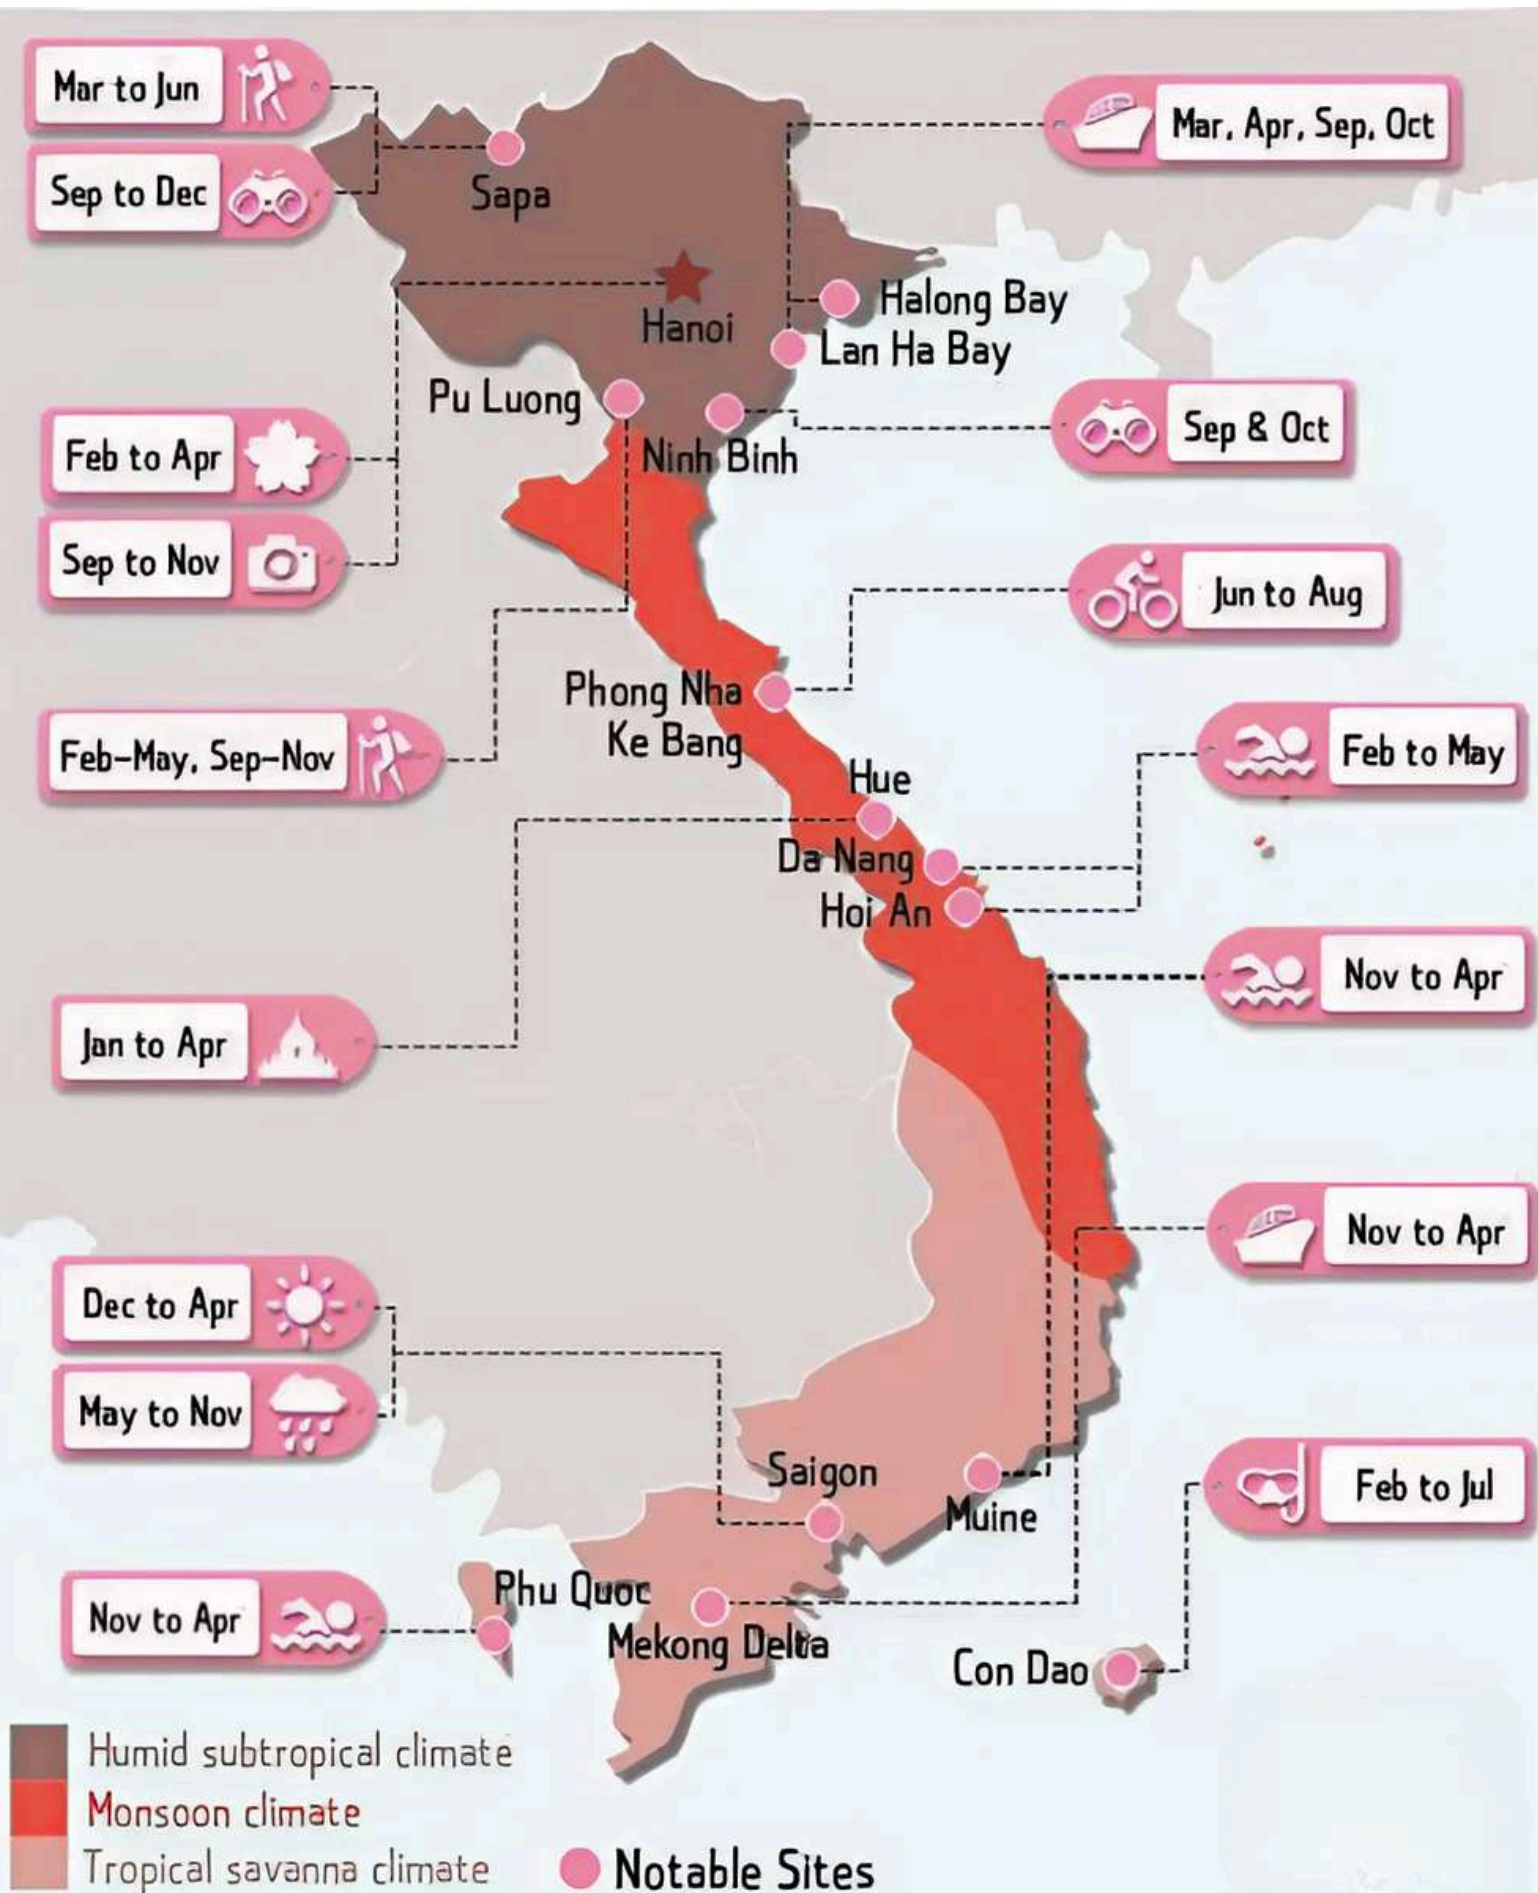 Mar to Jun
Sep to Dec
Mar, Apr, Sep, Oct
Sapa
Hanoi
Halong Bay
Lan Ha Bay
Pu Luong
Ninh Binh
Sep & Oct
Feb to Apr
Sep to Nov
Jun to Aug
Feb-May, Sep-Nov
Phong Nha
Ke Bang
Feb to May
Hue
Da Nang
Hoi An
Nov to Apr
Jan to Apr
Nov to Apr
Dec to Apr
May to Nov
Saigon
Muine
Feb to Jul
Nov to Apr
Phu Quoc
Mekong Delta
Con Dao
Humid subtropical climate
Monsoon climate
Tropical savanna climate
Notable Sites